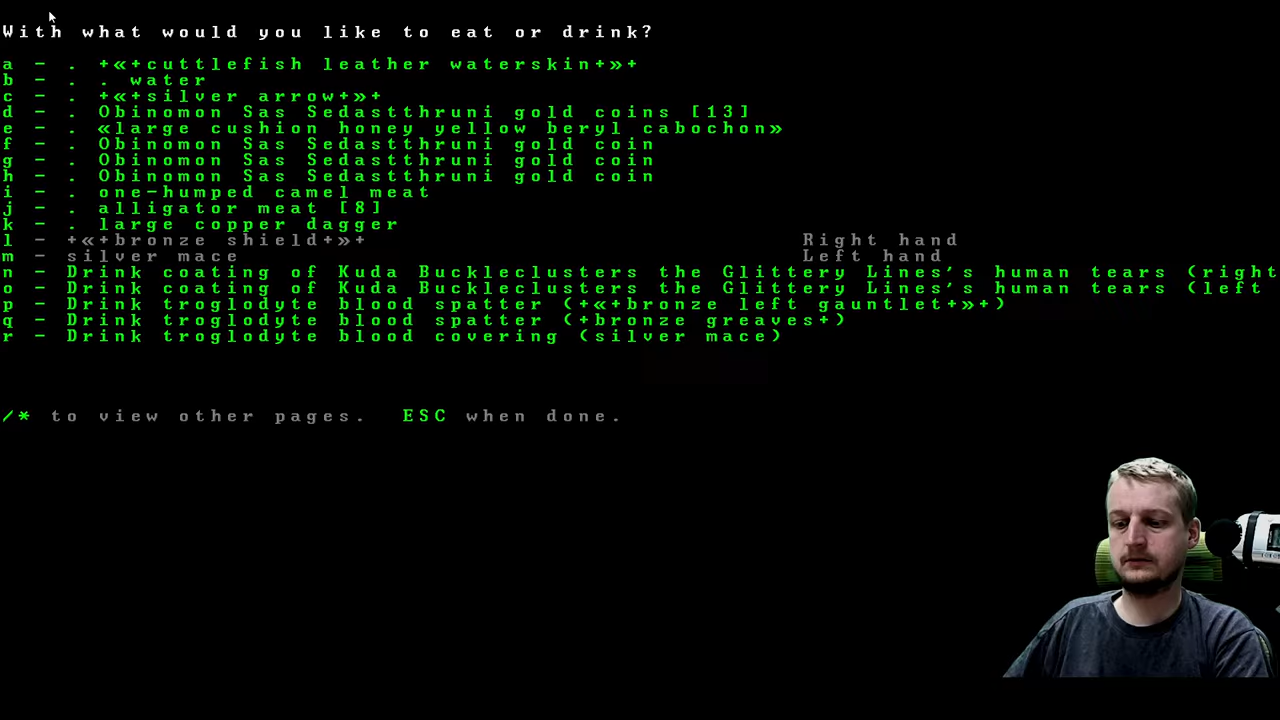 With what would you like to eat or drink?
a - . +«+cuttlefish leather waterskin+»+
b - . . water
c - . +«+silver arrow+»+
d - . Obinomon Sas Sedastthruni gold coins [13]
e - «large cushion honey yellow beryl cabochon»
f - . Obinomon Sas Sedastthruni gold coin
g - . Obinomon Sas Sedastthruni gold coin
h - . Obinomon Sas Sedastthruni gold coin
i - . one-humped camel meat
j - . alligator meat [8]
k - . large copper dagger
l - +«+bronze shield+»+ Right hand
m - silver mace Left hand
n - Drink coating of Kuda Buckleclusters the Glittery Lines's human tears (right
o - Drink coating of Kuda Buckleclusters the Glittery Lines's human tears (left
p - Drink troglodyte blood spatter (+«+bronze left gauntlet+»+)
q - Drink troglodyte blood spatter (+bronze greaves+)
r - Drink troglodyte blood covering (silver mace)
/* to view other pages. ESC when done.